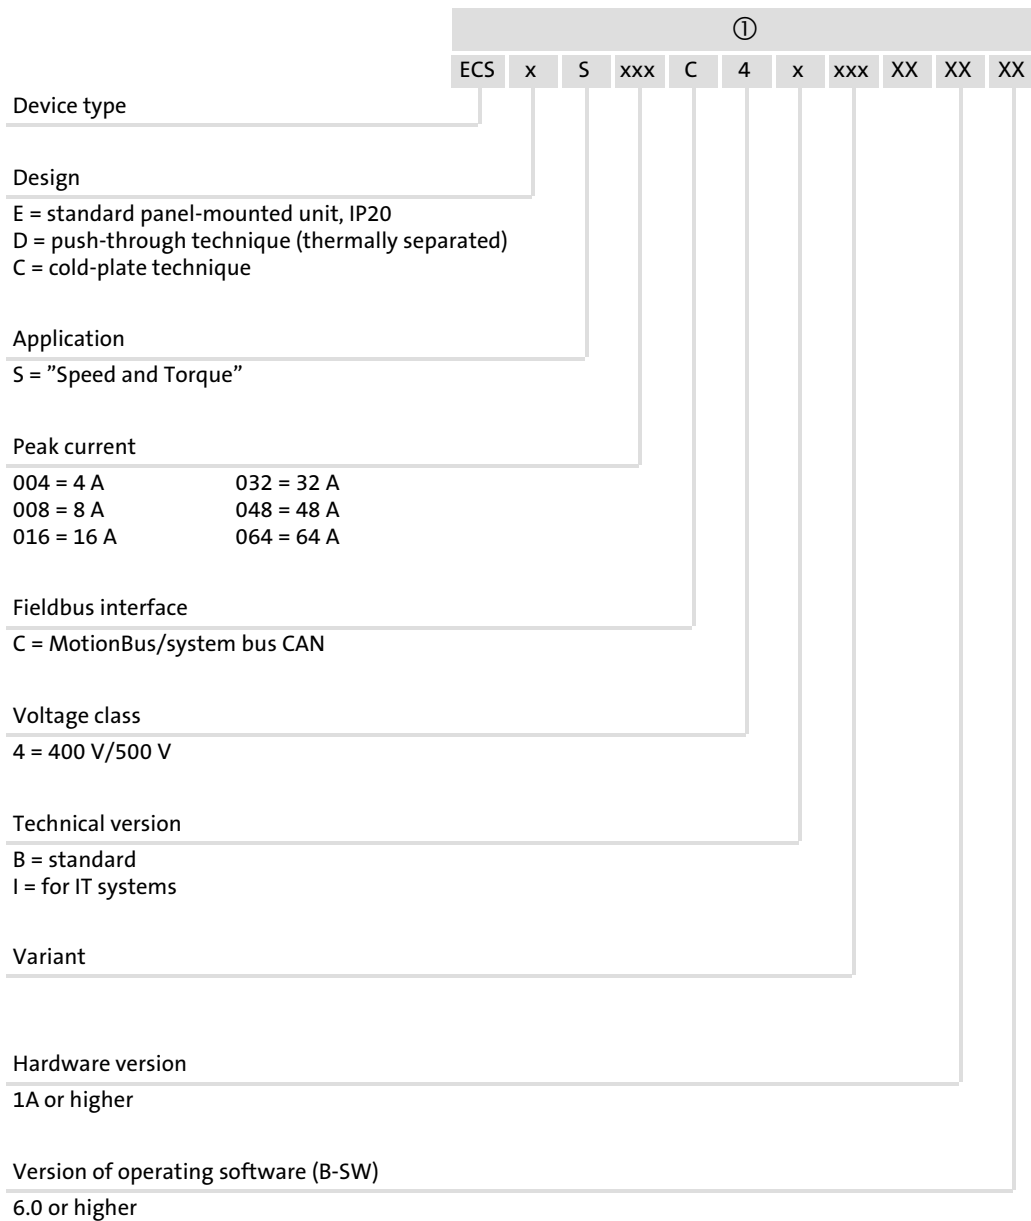 ①
ECS x S xxx C 4 x xxx XX XX XX
Device type
Design
E = standard panel-mounted unit, IP20
D = push-through technique (thermally separated)
C = cold-plate technique
Application
S = ”Speed and Torque”
Peak current
004 = 4 A 032 = 32 A
008 = 8 A 048 = 48 A
016 = 16 A 064 = 64 A
Fieldbus interface
C = MotionBus/system bus CAN
Voltage class
4 = 400 V/500 V
Technical version
B = standard
I = for IT systems
Variant
Hardware version
1A or higher
Version of operating software (B-SW)
6.0 or higher